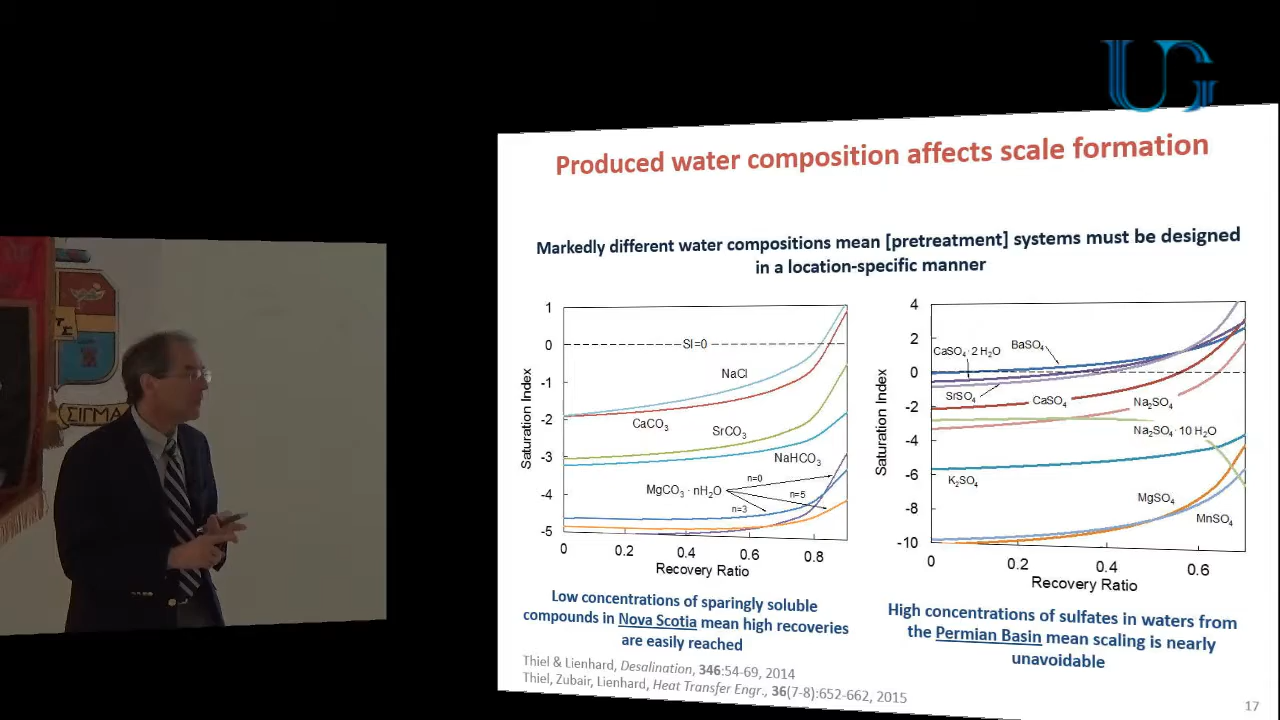 UG
Produced water composition affects scale formation
Markedly different water compositions mean [pretreatment] systems must be designed
in a location-specific manner
1
0
-1
-2
-3
-4
-5
Saturation Index
SI=0
NaCl
CaCO₃
SrCO₃
NaHCO₃
MgCO₃ · nH₂O
n=0
n=5
n=3
0
0.2
0.4
0.6
0.8
Recovery Ratio
4
2
0
-2
-4
-6
-8
-10
Saturation Index
CaSO₄ · 2 H₂O
BaSO₄
SrSO₄
CaSO₄
Na₂SO₄
Na₂SO₄ · 10 H₂O
K₂SO₄
MgSO₄
MnSO₄
0
0.2
0.4
0.6
Recovery Ratio
Low concentrations of sparingly soluble
compounds in Nova Scotia mean high recoveries
are easily reached
High concentrations of sulfates in waters from
the Permian Basin mean scaling is nearly
unavoidable
Thiel & Lienhard, Desalination, 346:54-69, 2014
Thiel, Zubair, Lienhard, Heat Transfer Engr., 36(7-8):652-662, 2015
17
ΣΙΓΜΑ